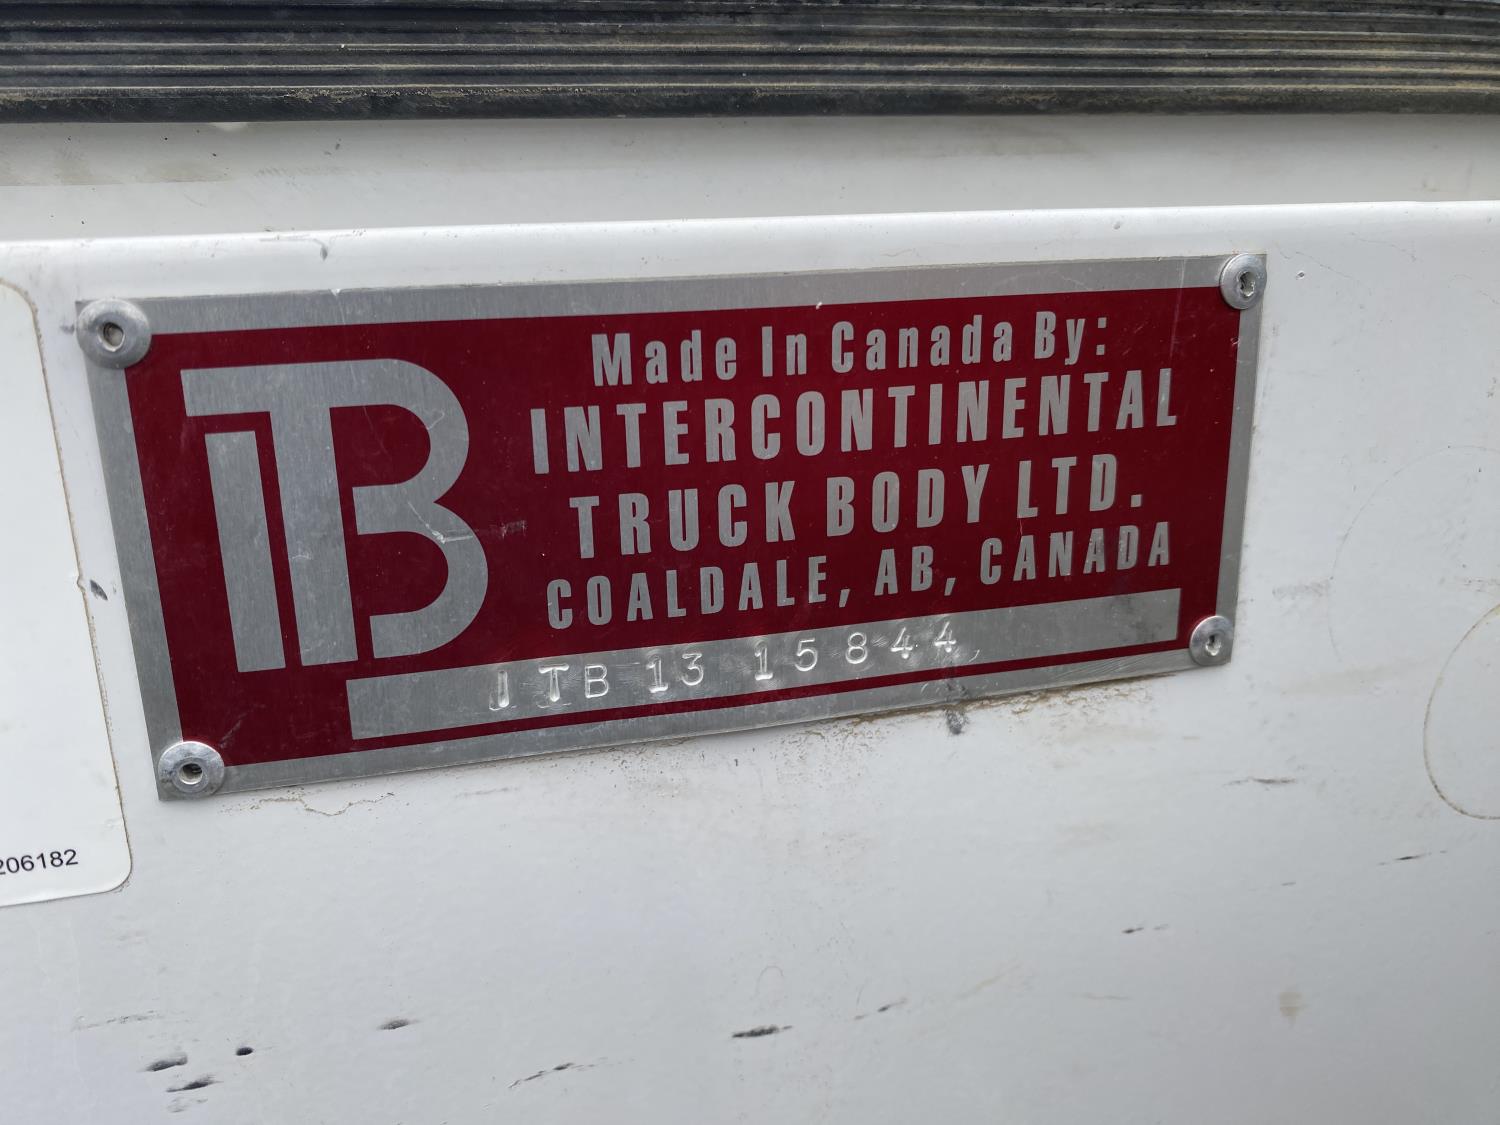 ITB
Made In Canada By:
INTERCONTINENTAL
TRUCK BODY LTD.
COALDALE, AB, CANADA
ITB 13 15844
206182